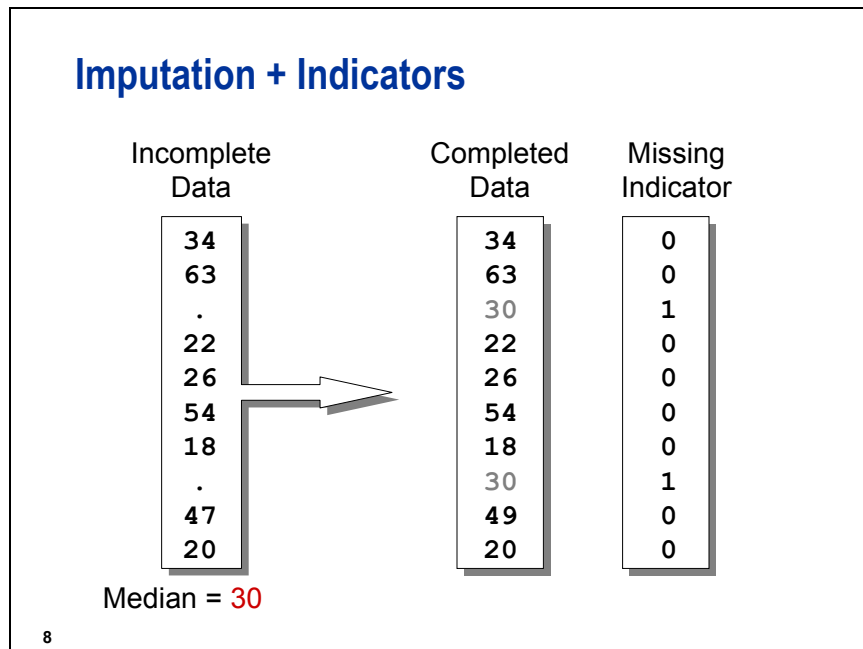 Imputation + Indicators
Incomplete Data
Completed Data
Missing Indicator
34 34 0
63 63 0
. 30 1
22 22 0
26 26 0
54 54 0
18 18 0
. 30 1
47 49 0
20 20 0
Median = 30
8